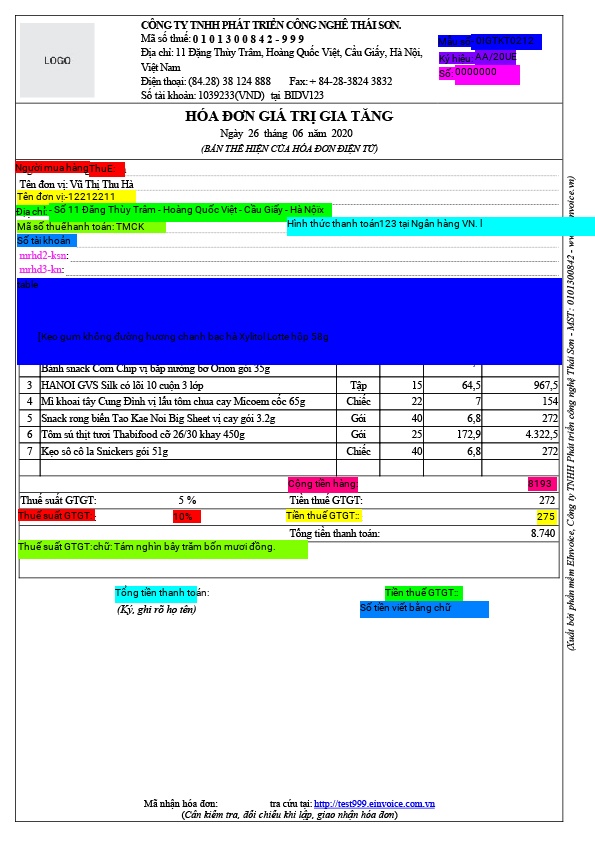 LOGO
CÔNG TY TNHH PHÁT TRIỂN CÔNG NGHỆ THÁI SƠN.
Mã số thuế: 0 1 0 1 3 0 0 8 4 2 - 9 9 9
Địa chỉ: 11 Đặng Thùy Trâm, Hoàng Quốc Việt, Cầu Giấy, Hà Nội, Việt Nam
Điện thoại: (84.28) 38 124 888 Fax: + 84-28-3824 3832
Số tài khoản: 1039233(VND) tại BIDV123
Mẫu số: 01GTKT0212
Ký hiệu: AA/20UE
Số: 0000000
HÓA ĐƠN GIÁ TRỊ GIA TĂNG
Ngày 26 tháng 06 năm 2020
(BẢN THỂ HIỆN CỦA HÓA ĐƠN ĐIỆN TỬ)
Người mua hàng ThuE:
Tên đơn vị: Vũ Thị Thu Hà
Tên đơn vị:-12212211
Địa chỉ: - Số 11 Đặng Thùy Trâm - Hoàng Quốc Việt - Cầu Giấy - Hà Nôix
Mã số thuế hanh toán: TMCK Hình thức thanh toán123 tại Ngân hàng VN. l
Số tài khoản
mrhd2-ksn:
mrhd3-kn:
table
[Kẹo gum không đường hương chanh bạc hà Xylitol Lotte hộp 58g
Bánh snack Corn Chip vị bắp nướng bơ Orion gói 35g
3 HANOI GVS Silk có lõi 10 cuộn 3 lớp Tập 15 64,5 967,5
4 Mì khoai tây Cung Đình vị lẩu tôm chua cay Micoem cốc 65g Chiếc 22 7 154
5 Snack rong biển Tao Kae Noi Big Sheet vị cay gói 3.2g Gói 40 6,8 272
6 Tôm sú thịt tươi Thabifood cỡ 26/30 khay 450g Gói 25 172,9 4.322,5
7 Kẹo sô cô la Snickers gói 51g Chiếc 40 6,8 272
Cộng tiền hàng: 8193
Thuế suất GTGT: 5 % Tiền thuế GTGT: 272
Thuế suất GTGT : 10% Tiền thuế GTGT:: 275
Tổng tiền thanh toán: 8.740
Thuế suất GTGT: chữ: Tám nghìn bảy trăm bốn mươi đồng.
Tổng tiền thanh toán: Tiền thuế GTGT::
(Ký, ghi rõ họ tên) Số tiền viết bằng chữ
Mã nhận hóa đơn: tra cứu tại: http://test999.einvoice.com.vn
(Cần kiểm tra, đối chiếu khi lập, giao nhận hóa đơn)
(Xuất bởi phần mềm EInvoice, Công ty TNHH Phát triển công nghệ Thái Sơn - MST: 0101300842 - ww invoice.vn)